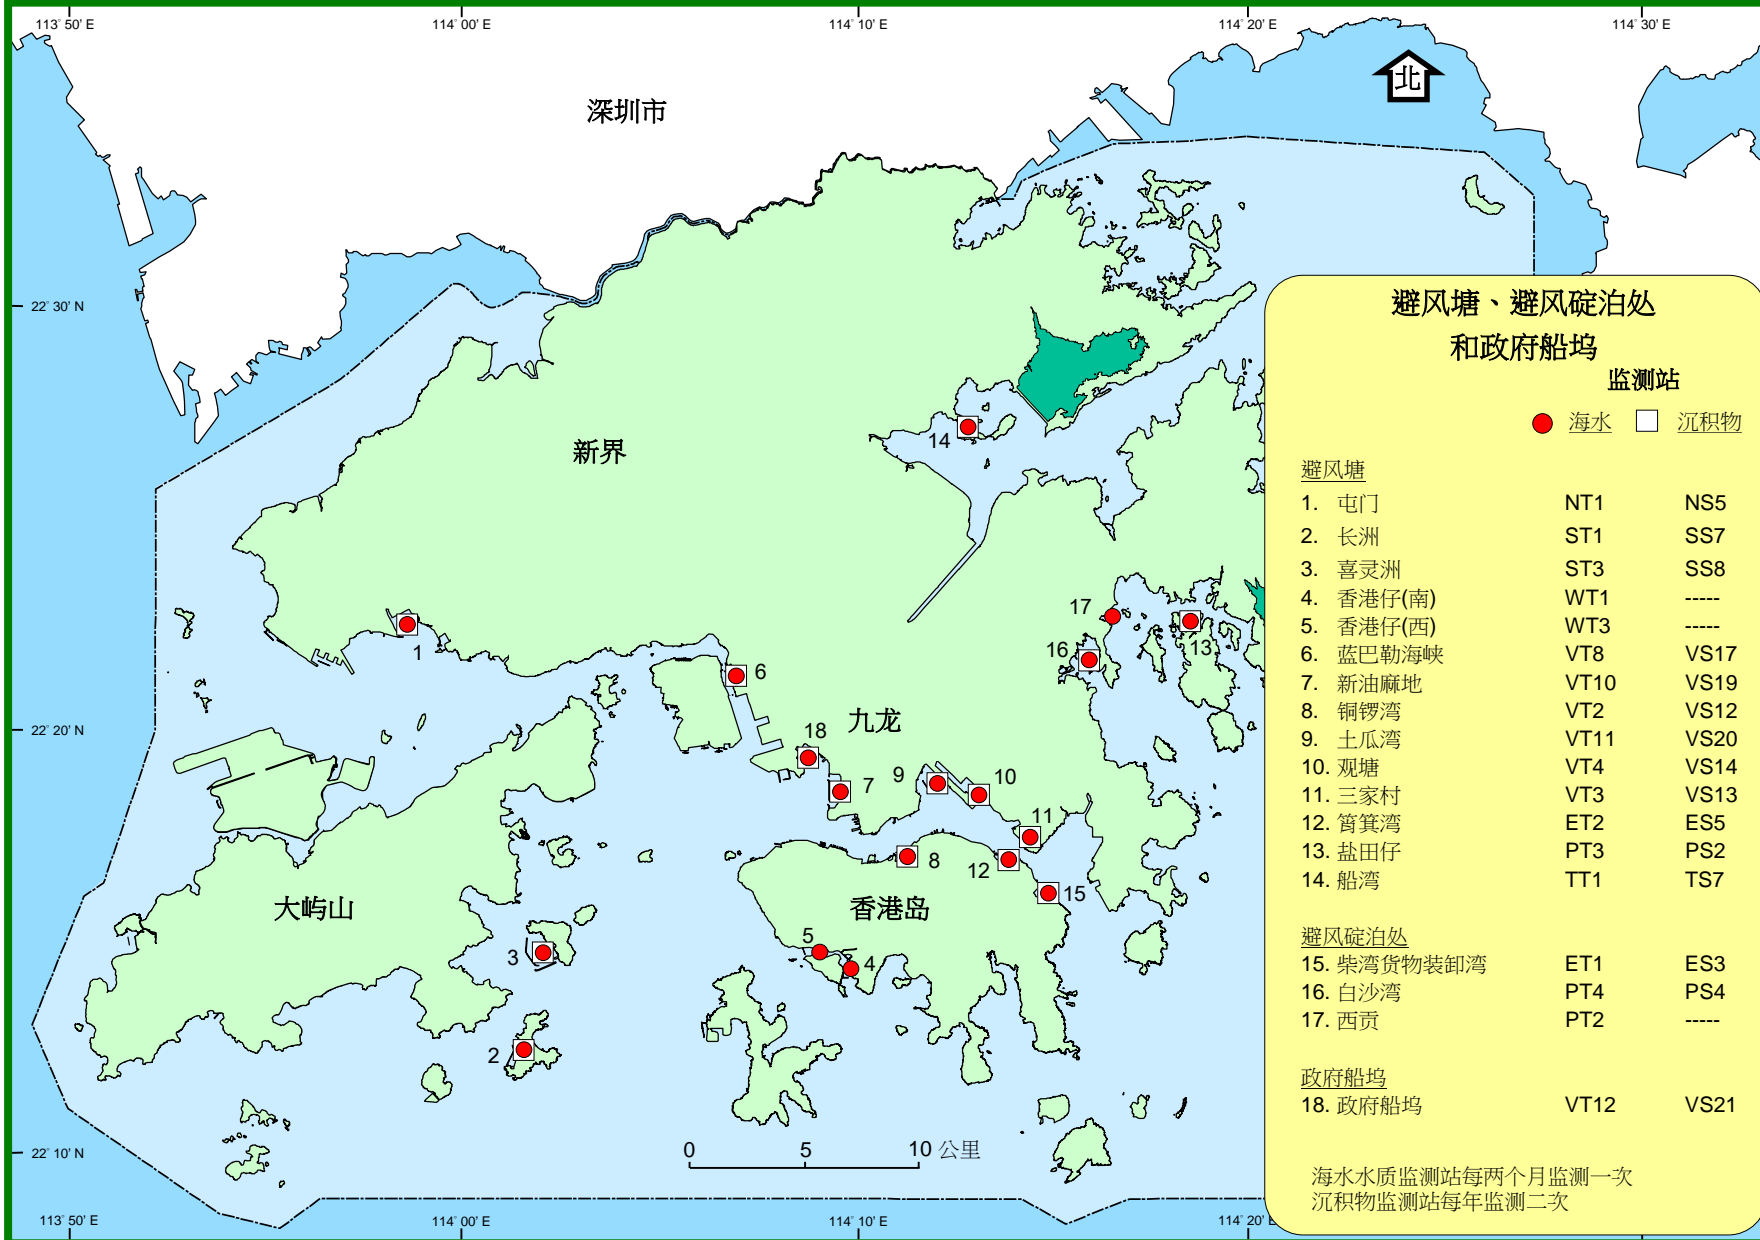 113° 50' E
114° 00' E
114° 10' E
114° 20' E
114° 30' E
北
深圳市
22° 30' N
新界
14
17
16
13
1
6
22° 20' N
九龙
18
7
9
10
11
8
12
15
大屿山
香港岛
5
4
3
2
22° 10' N
0 5 10 公里
113° 50' E
114° 00' E
114° 10' E
114° 20' E
避风塘、避风碇泊处
和政府船坞
监测站
海水 沉积物
避风塘
1. 屯门 NT1 NS5
2. 长洲 ST1 SS7
3. 喜灵洲 ST3 SS8
4. 香港仔(南) WT1 -----
5. 香港仔(西) WT3 -----
6. 蓝巴勒海峡 VT8 VS17
7. 新油麻地 VT10 VS19
8. 铜锣湾 VT2 VS12
9. 土瓜湾 VT11 VS20
10. 观塘 VT4 VS14
11. 三家村 VT3 VS13
12. 筲箕湾 ET2 ES5
13. 盐田仔 PT3 PS2
14. 船湾 TT1 TS7
避风碇泊处
15. 柴湾货物装卸湾 ET1 ES3
16. 白沙湾 PT4 PS4
17. 西贡 PT2 -----
政府船坞
18. 政府船坞 VT12 VS21
海水水质监测站每两个月监测一次
沉积物监测站每年监测二次